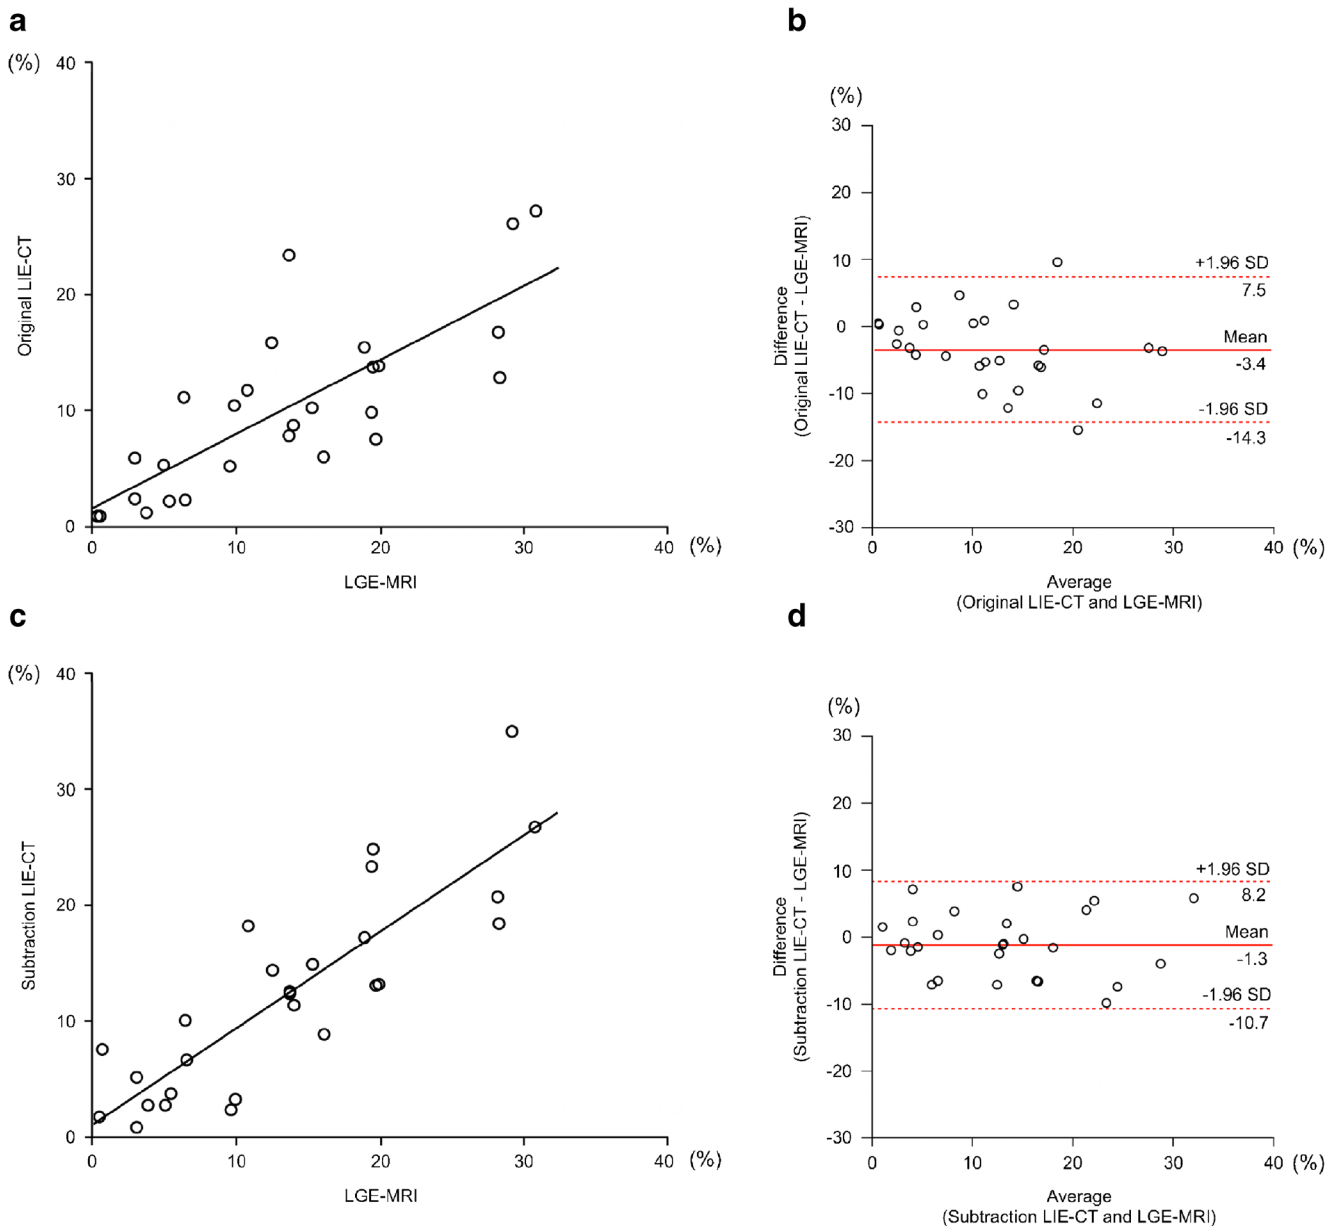 a
(%)
40
30
20
10
0
Original LIE-CT
0 10 20 30 40 (%)
LGE-MRI
b
(%)
30
20
10
0
-10
-20
-30
Difference
(Original LIE-CT - LGE-MRI)
+1.96 SD
7.5
Mean
-3.4
-1.96 SD
-14.3
0 10 20 30 40 (%)
Average
(Original LIE-CT and LGE-MRI)
c
(%)
40
30
20
10
0
Subtraction LIE-CT
0 10 20 30 40 (%)
LGE-MRI
d
(%)
30
20
10
0
-10
-20
-30
Difference
(Subtraction LIE-CT - LGE-MRI)
+1.96 SD
8.2
Mean
-1.3
-1.96 SD
-10.7
0 10 20 30 40 (%)
Average
(Subtraction LIE-CT and LGE-MRI)